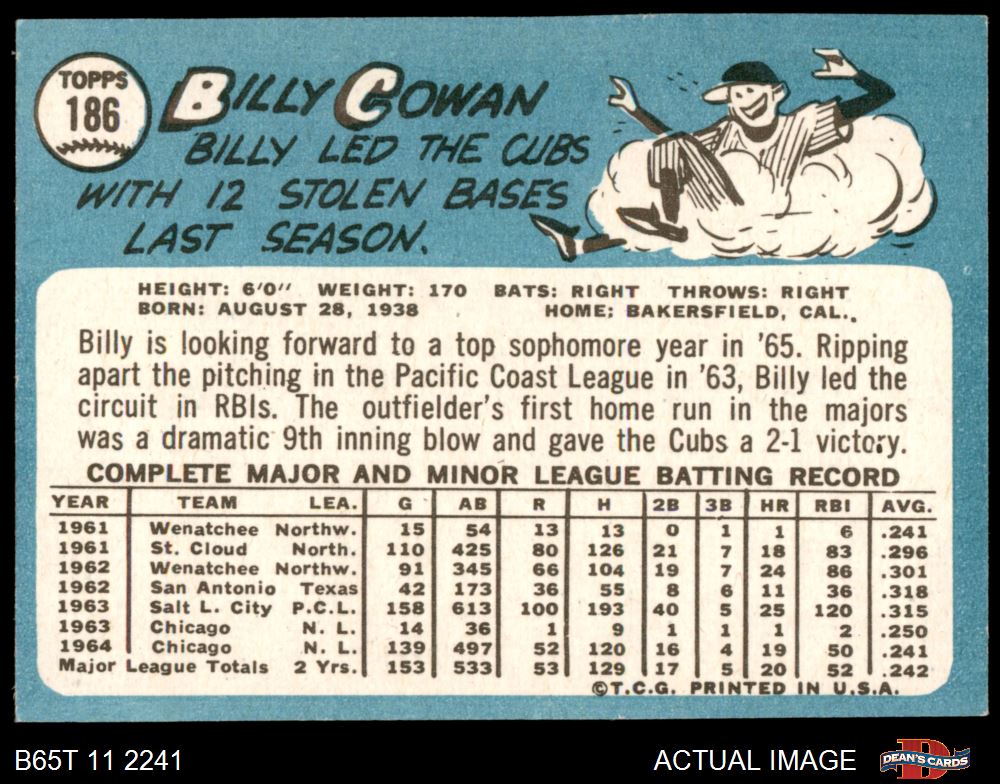 TOPPS
186
BILLY COWAN
BILLY LED THE CUBS
WITH 12 STOLEN BASES
LAST SEASON.
HEIGHT: 6'0" WEIGHT: 170 BATS: RIGHT THROWS: RIGHT
BORN: AUGUST 28, 1938 HOME: BAKERSFIELD, CAL.
Billy is looking forward to a top sophomore year in '65. Ripping
apart the pitching in the Pacific Coast League in '63, Billy led the
circuit in RBIs. The outfielder's first home run in the majors
was a dramatic 9th inning blow and gave the Cubs a 2-1 victory.
COMPLETE MAJOR AND MINOR LEAGUE BATTING RECORD
YEAR TEAM LEA. G AB R H 2B 3B HR RBI AVG.
1961 Wenatchee Northw. 15 54 13 13 0 1 1 6 .241
1961 St. Cloud North. 110 425 80 126 21 7 18 83 .296
1962 Wenatchee Northw. 91 345 66 104 19 7 24 86 .301
1962 San Antonio Texas 42 173 36 55 8 6 11 36 .318
1963 Salt L. City P.C.L. 158 613 100 193 40 5 25 120 .315
1963 Chicago N. L. 14 36 1 9 1 1 1 2 .250
1964 Chicago N. L. 139 497 52 120 16 4 19 50 .241
Major League Totals 2 Yrs. 153 533 53 129 17 5 20 52 .242
©T.C.G. PRINTED IN U.S.A.
B65T 11 2241 ACTUAL IMAGE DEAN'S CARDS